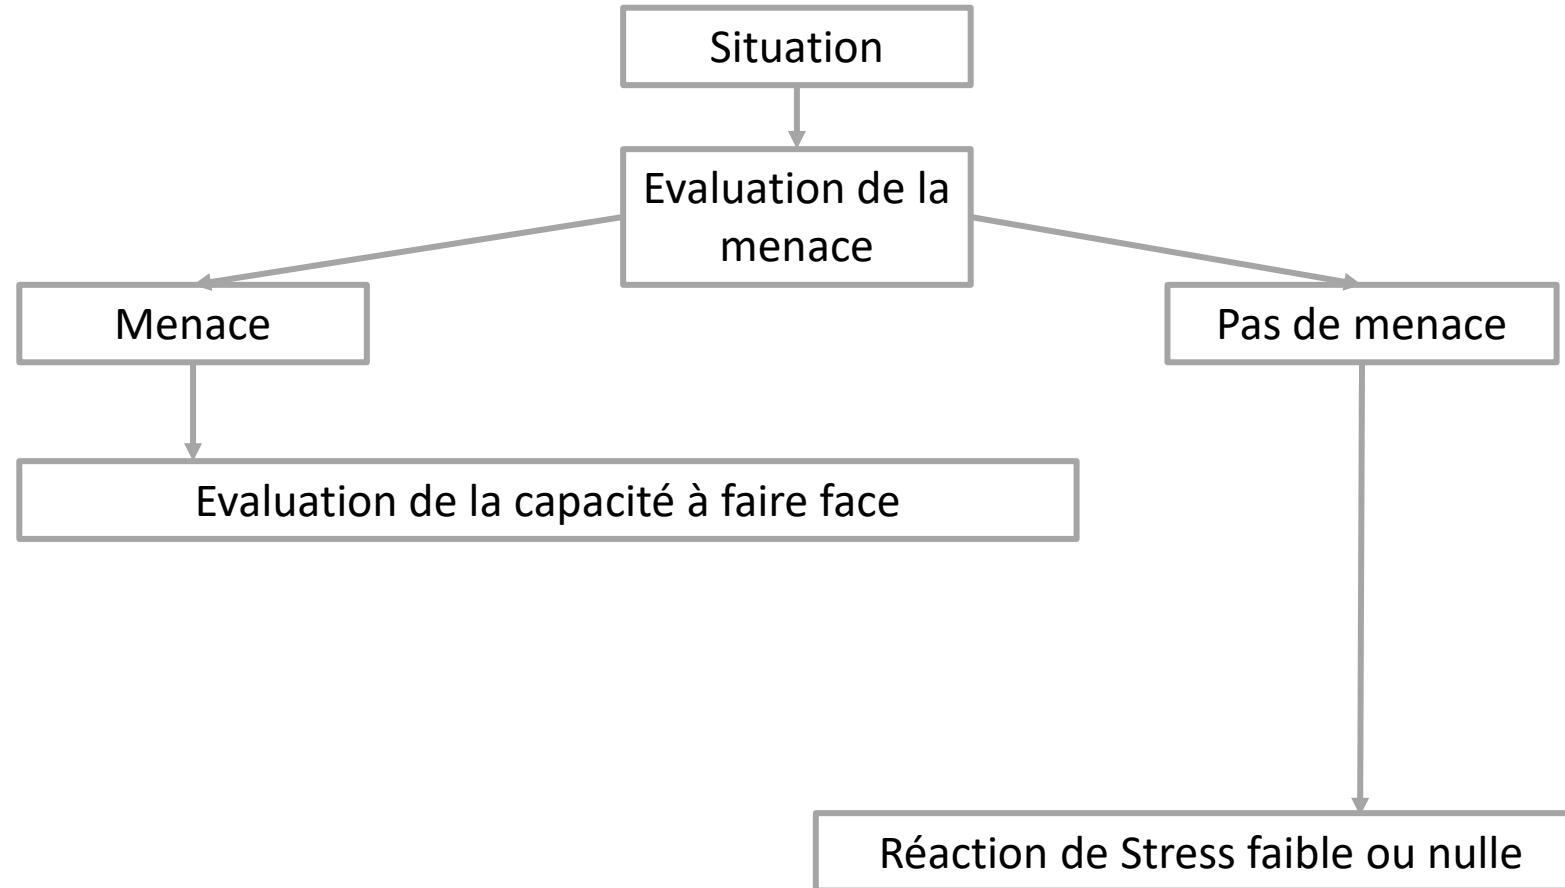 Situation
Evaluation de la
menace
Menace
Pas de menace
Evaluation de la capacité à faire face
Réaction de Stress faible ou nulle